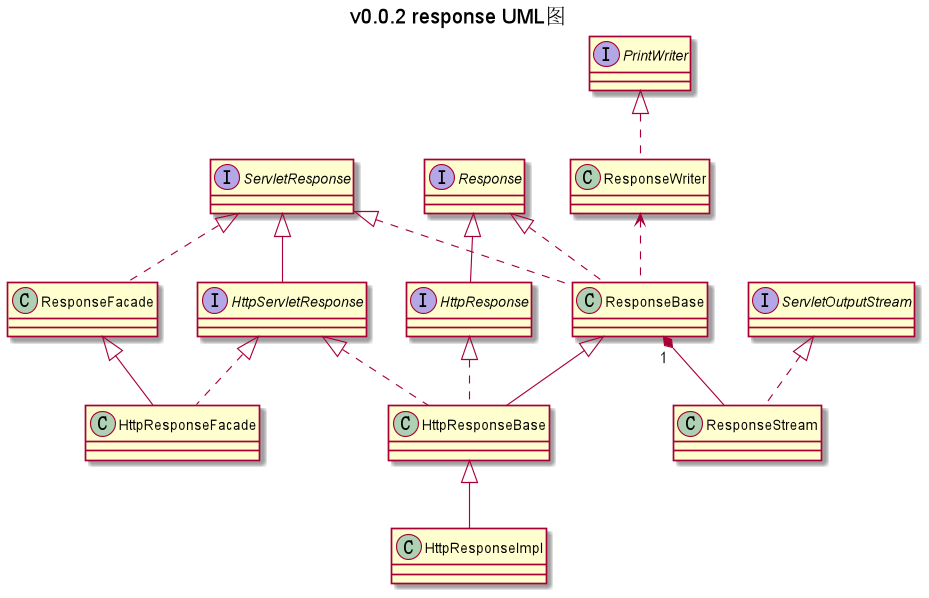 v0.0.2 response UML图
I PrintWriter
I ServletResponse
I Response
C ResponseWriter
C ResponseFacade
I HttpServletResponse
I HttpResponse
C ResponseBase
I ServletOutputStream
1
C HttpResponseFacade
C HttpResponseBase
C ResponseStream
C HttpResponseImpl